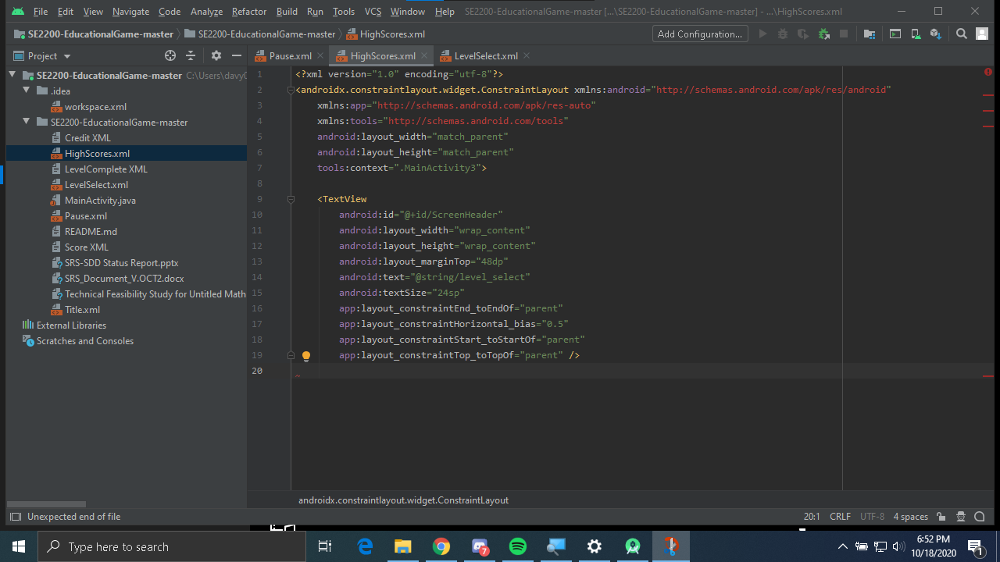 File Edit View Navigate Code Analyze Refactor Build Run Tools VCS Window Help SE2200-EducationalGame-master [...\SE2200-EducationalGame-master] - ...\HighScores.xml
SE2200-EducationalGame-master SE2200-EducationalGame-master HighScores.xml Add Configuration...
Project Pause.xml HighScores.xml LevelSelect.xml
SE2200-EducationalGame-master C:\Users\davy
.idea
workspace.xml
SE2200-EducationalGame-master
Credit XML
HighScores.xml
LevelComplete XML
LevelSelect.xml
MainActivity.java
Pause.xml
README.md
Score XML
SRS-SDD Status Report.pptx
SRS_Document_V.OCT2.docx
Technical Feasibility Study for Untitled Math
Title.xml
External Libraries
Scratches and Consoles
1 <?xml version="1.0" encoding="utf-8"?>
2 <androidx.constraintlayout.widget.ConstraintLayout xmlns:android="http://schemas.android.com/apk/res/android"
3 xmlns:app="http://schemas.android.com/apk/res-auto"
4 xmlns:tools="http://schemas.android.com/tools"
5 android:layout_width="match_parent"
6 android:layout_height="match_parent"
7 tools:context=".MainActivity3">
8
9 <TextView
10 android:id="@+id/ScreenHeader"
11 android:layout_width="wrap_content"
12 android:layout_height="wrap_content"
13 android:layout_marginTop="48dp"
14 android:text="@string/level_select"
15 android:textSize="24sp"
16 app:layout_constraintEnd_toEndOf="parent"
17 app:layout_constraintHorizontal_bias="0.5"
18 app:layout_constraintStart_toStartOf="parent"
19 app:layout_constraintTop_toTopOf="parent" />
20
androidx.constraintlayout.widget.ConstraintLayout
Unexpected end of file 20:1 CRLF UTF-8 4 spaces
Type here to search 7 6:52 PM
10/18/2020 1